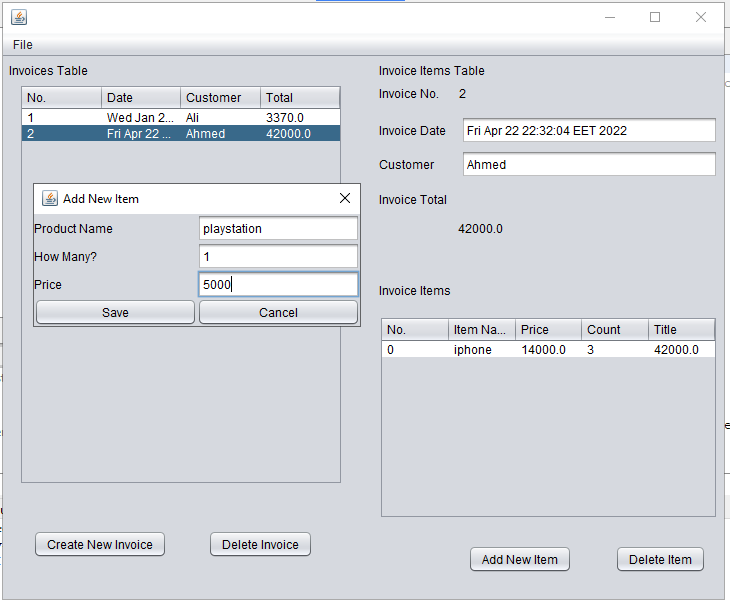 File
Invoices Table
No. Date Customer Total
1 Wed Jan 2... Ali 3370.0
2 Fri Apr 22 ... Ahmed 42000.0
Add New Item
Product Name playstation
How Many? 1
Price 5000
Save Cancel
Create New Invoice Delete Invoice
Invoice Items Table
Invoice No. 2
Invoice Date Fri Apr 22 22:32:04 EET 2022
Customer Ahmed
Invoice Total
42000.0
Invoice Items
No. Item Na... Price Count Title
0 iphone 14000.0 3 42000.0
Add New Item Delete Item